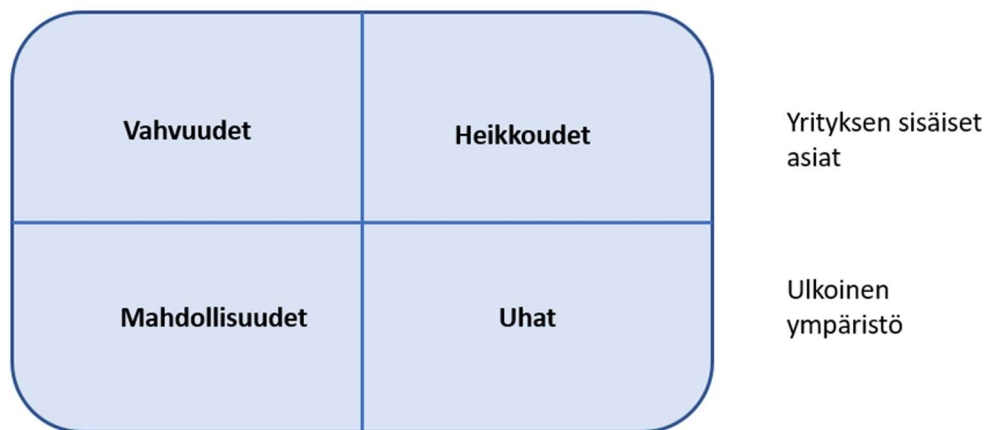 Vahvuudet
Heikkoudet
Yrityksen sisäiset
asiat
Mahdollisuudet
Uhat
Ulkoinen
ympäristö